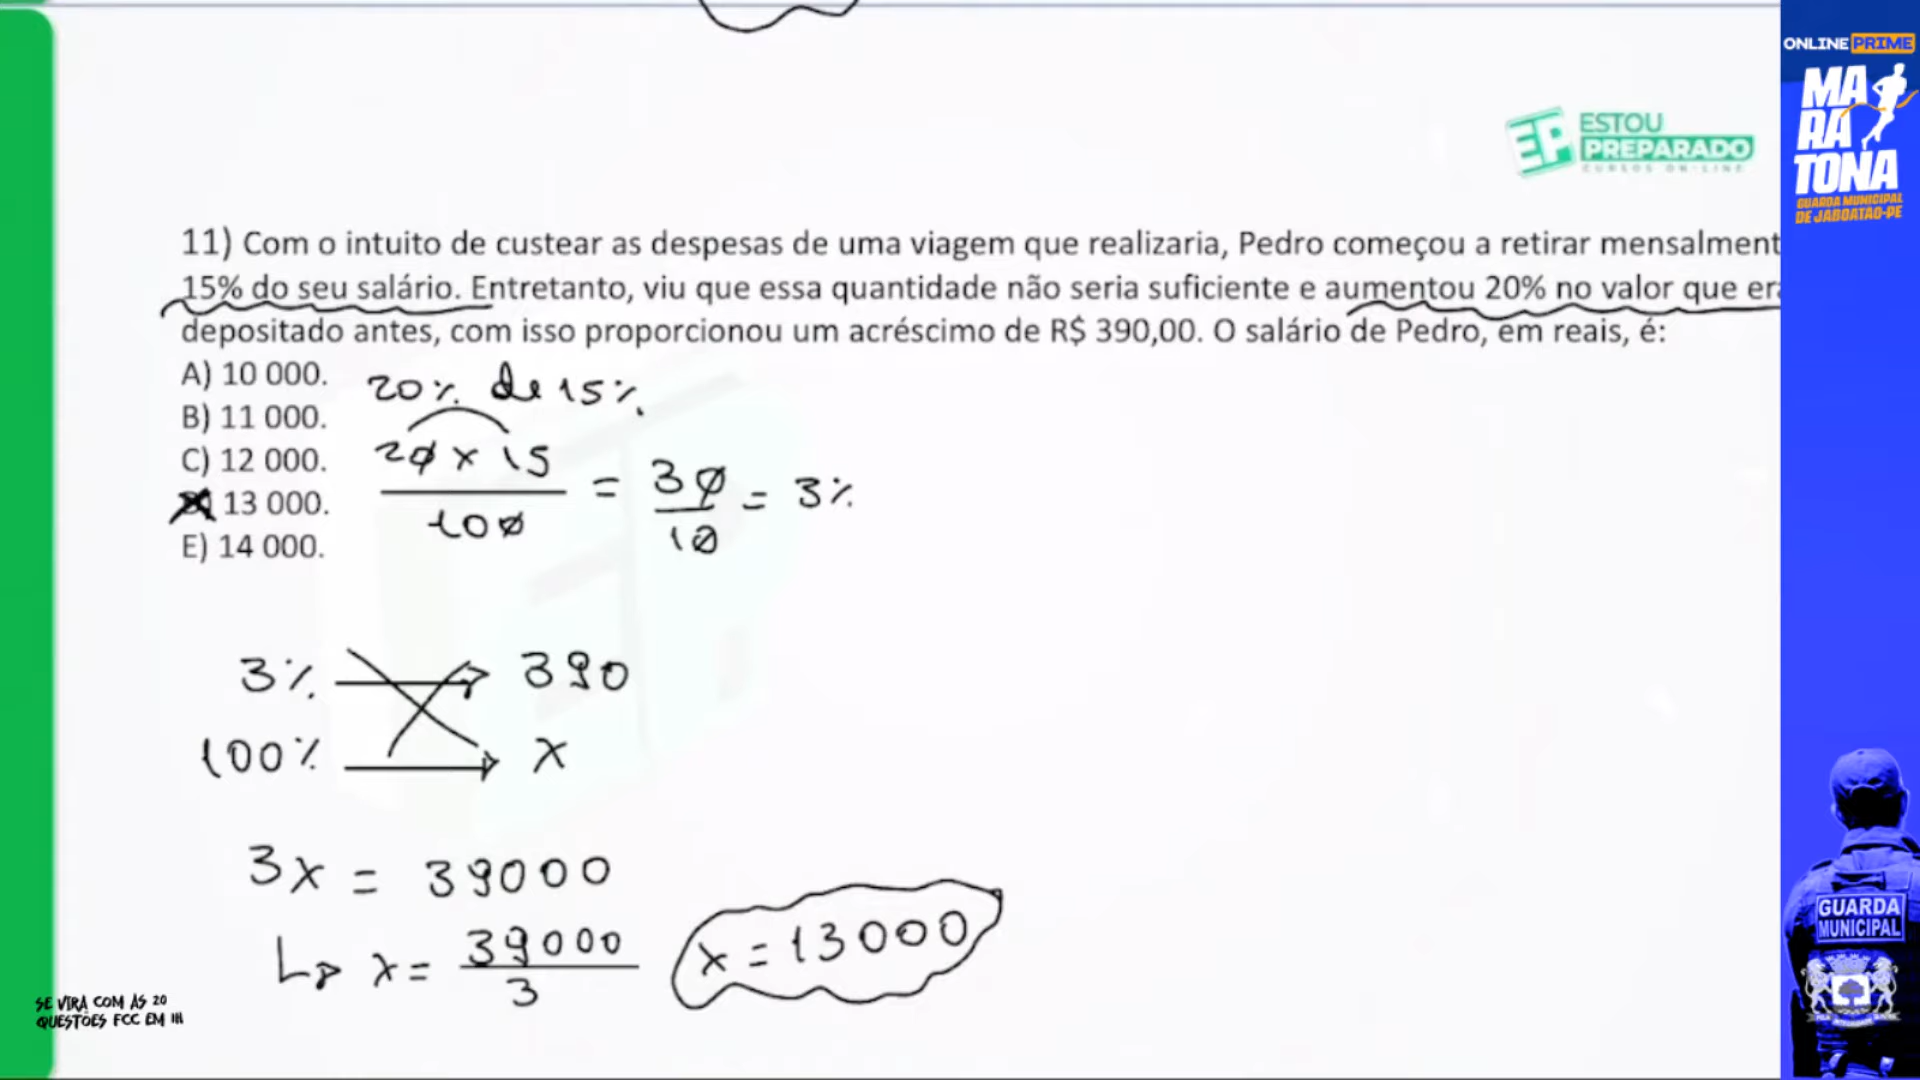 ONLINE PRIME
MA
RA
TONA
GUARDA MUNICIPAL
DE JABOATÃO-PE
ESTOU
EP PREPARADO
CURSOS ON-LINE
11) Com o intuito de custear as despesas de uma viagem que realizaria, Pedro começou a retirar mensalment
15% do seu salário. Entretanto, viu que essa quantidade não seria suficiente e aumentou 20% no valor que era
depositado antes, com isso proporcionou um acréscimo de R$ 390,00. O salário de Pedro, em reais, é:
A) 10 000.
B) 11 000.
C) 12 000.
D) 13 000.
E) 14 000.
20% de 15%
20 x 15
100
= 30
10
= 3%
3% 390
100% x
3x = 39000
x = 39000
3
x = 13000
SE VIRA COM AS 20
QUESTÕES FCC EM 1H
GUARDA
MUNICIPAL